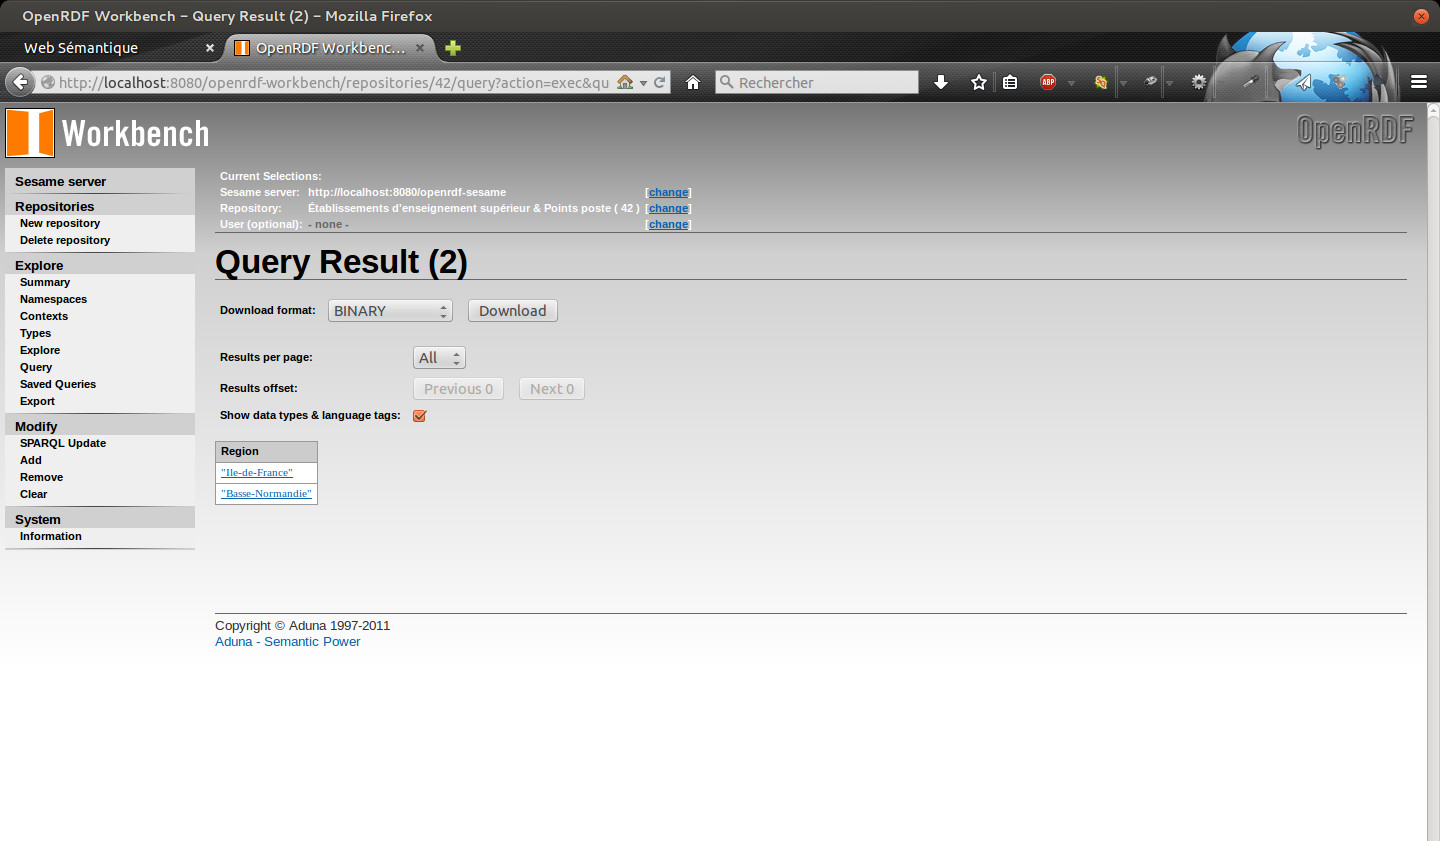 OpenRDF Workbench - Query Result (2) - Mozilla Firefox
Web Sémantique
OpenRDF Workbenc...
http://localhost:8080/openrdf-workbench/repositories/42/query?action=exec&qu
Rechercher
ABP
Workbench
OpenRDF
Sesame server
Repositories
New repository
Delete repository
Explore
Summary
Namespaces
Contexts
Types
Explore
Query
Saved Queries
Export
Modify
SPARQL Update
Add
Remove
Clear
System
Information
Current Selections:
Sesame server: http://localhost:8080/openrdf-sesame [change]
Repository: Établissements d'enseignement supérieur & Points poste ( 42 ) [change]
User (optional): - none - [change]
Query Result (2)
Download format: BINARY Download
Results per page: All
Results offset: Previous 0 Next 0
Show data types & language tags:
Region
"Ile-de-France"
"Basse-Normandie"
Copyright © Aduna 1997-2011
Aduna - Semantic Power